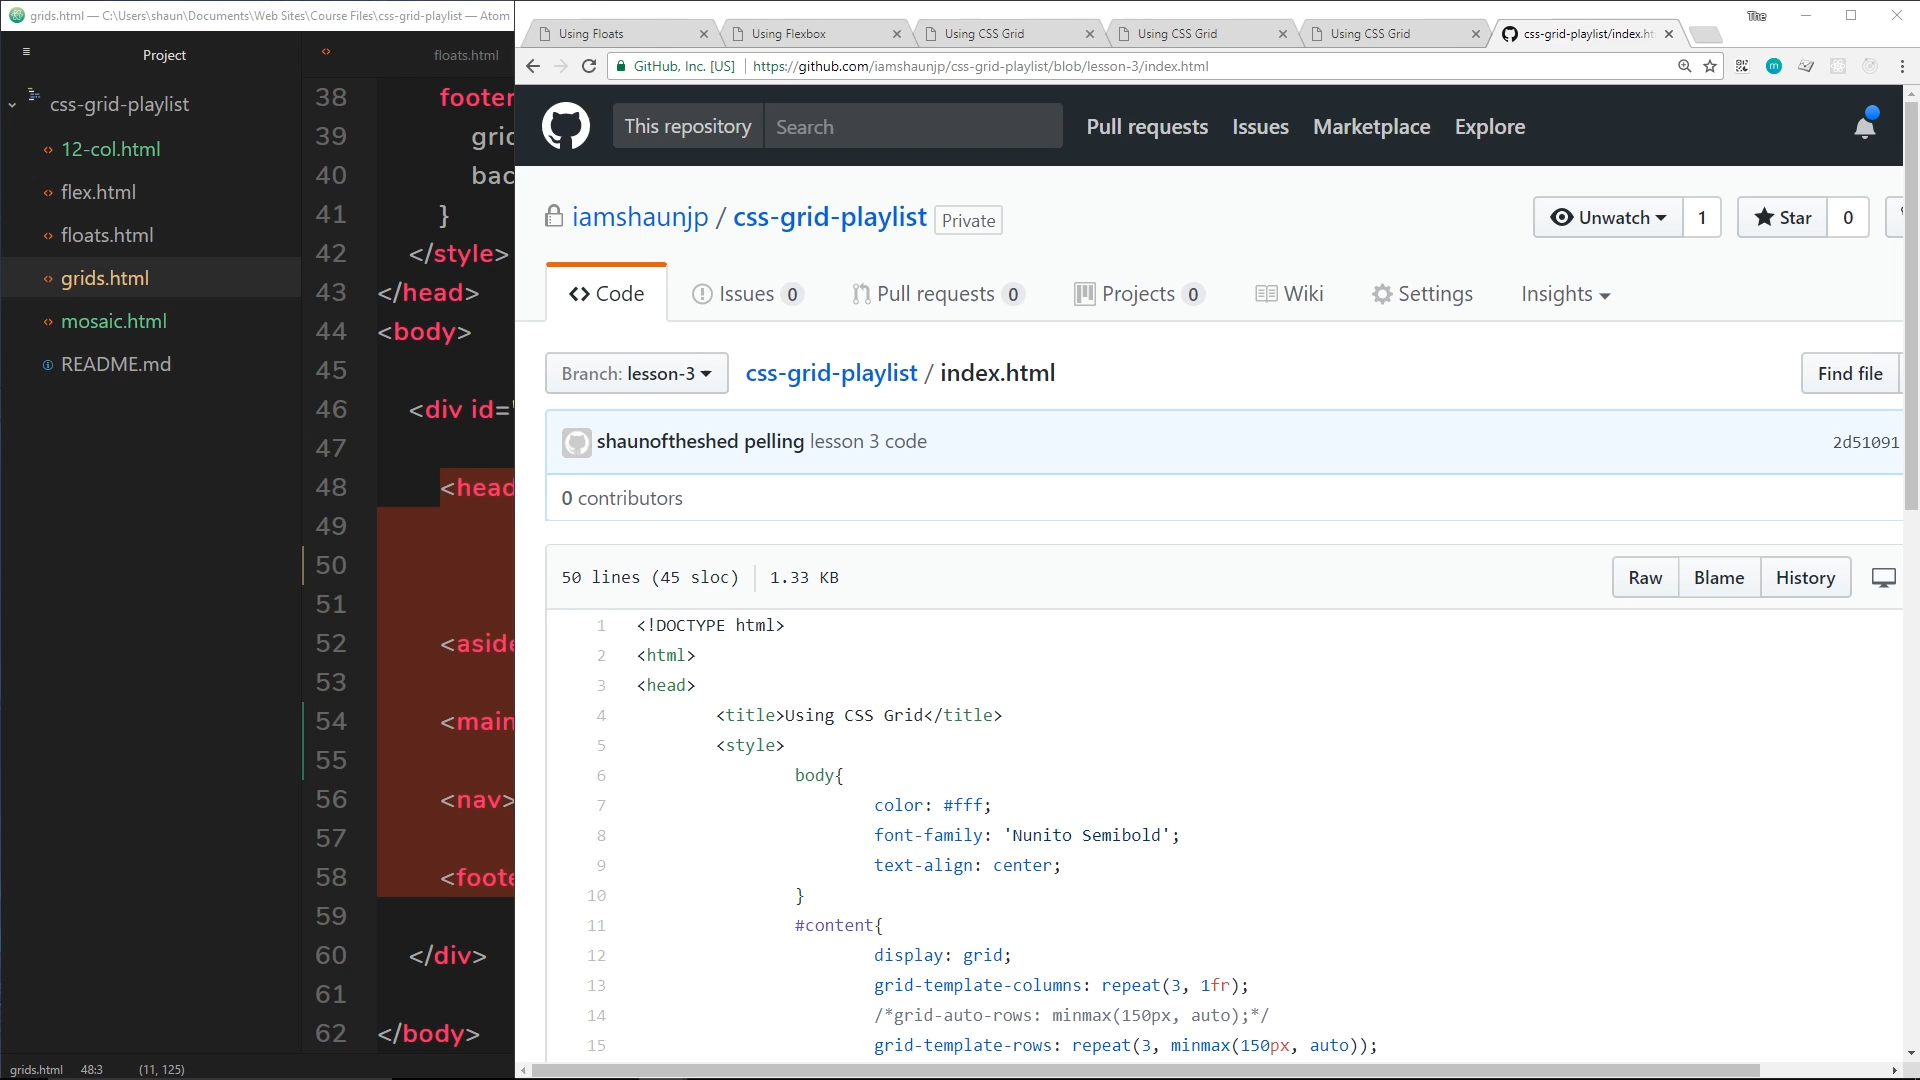 grids.html — C:\Users\shaun\Documents\Web Sites\Course Files\css-grid-playlist — Atom
Project
floats.html
css-grid-playlist
12-col.html
flex.html
floats.html
grids.html
mosaic.html
README.md
38 footer
39 grid
40 bac
41 }
42 </style>
43 </head>
44 <body>
45
46 <div id='
47
48 <head
49
50
51
52 <aside
53
54 <main
55
56 <nav>
57
58 <foote
59
60 </div>
61
62 </body>
grids.html 48:3 (11, 125)
Using Floats
Using Flexbox
Using CSS Grid
Using CSS Grid
Using CSS Grid
css-grid-playlist/index.ht
The
GitHub, Inc. [US] https://github.com/iamshaunjp/css-grid-playlist/blob/lesson-3/index.html
This repository Search Pull requests Issues Marketplace Explore
iamshaunjp / css-grid-playlist Private
Unwatch 1 Star 0
Code Issues 0 Pull requests 0 Projects 0 Wiki Settings Insights
Branch: lesson-3 css-grid-playlist / index.html Find file
shaunoftheshed pelling lesson 3 code 2d51091
0 contributors
50 lines (45 sloc) 1.33 KB Raw Blame History
1 <!DOCTYPE html>
2 <html>
3 <head>
4 <title>Using CSS Grid</title>
5 <style>
6 body{
7 color: #fff;
8 font-family: 'Nunito Semibold';
9 text-align: center;
10 }
11 #content{
12 display: grid;
13 grid-template-columns: repeat(3, 1fr);
14 /*grid-auto-rows: minmax(150px, auto);*/
15 grid-template-rows: repeat(3, minmax(150px, auto));